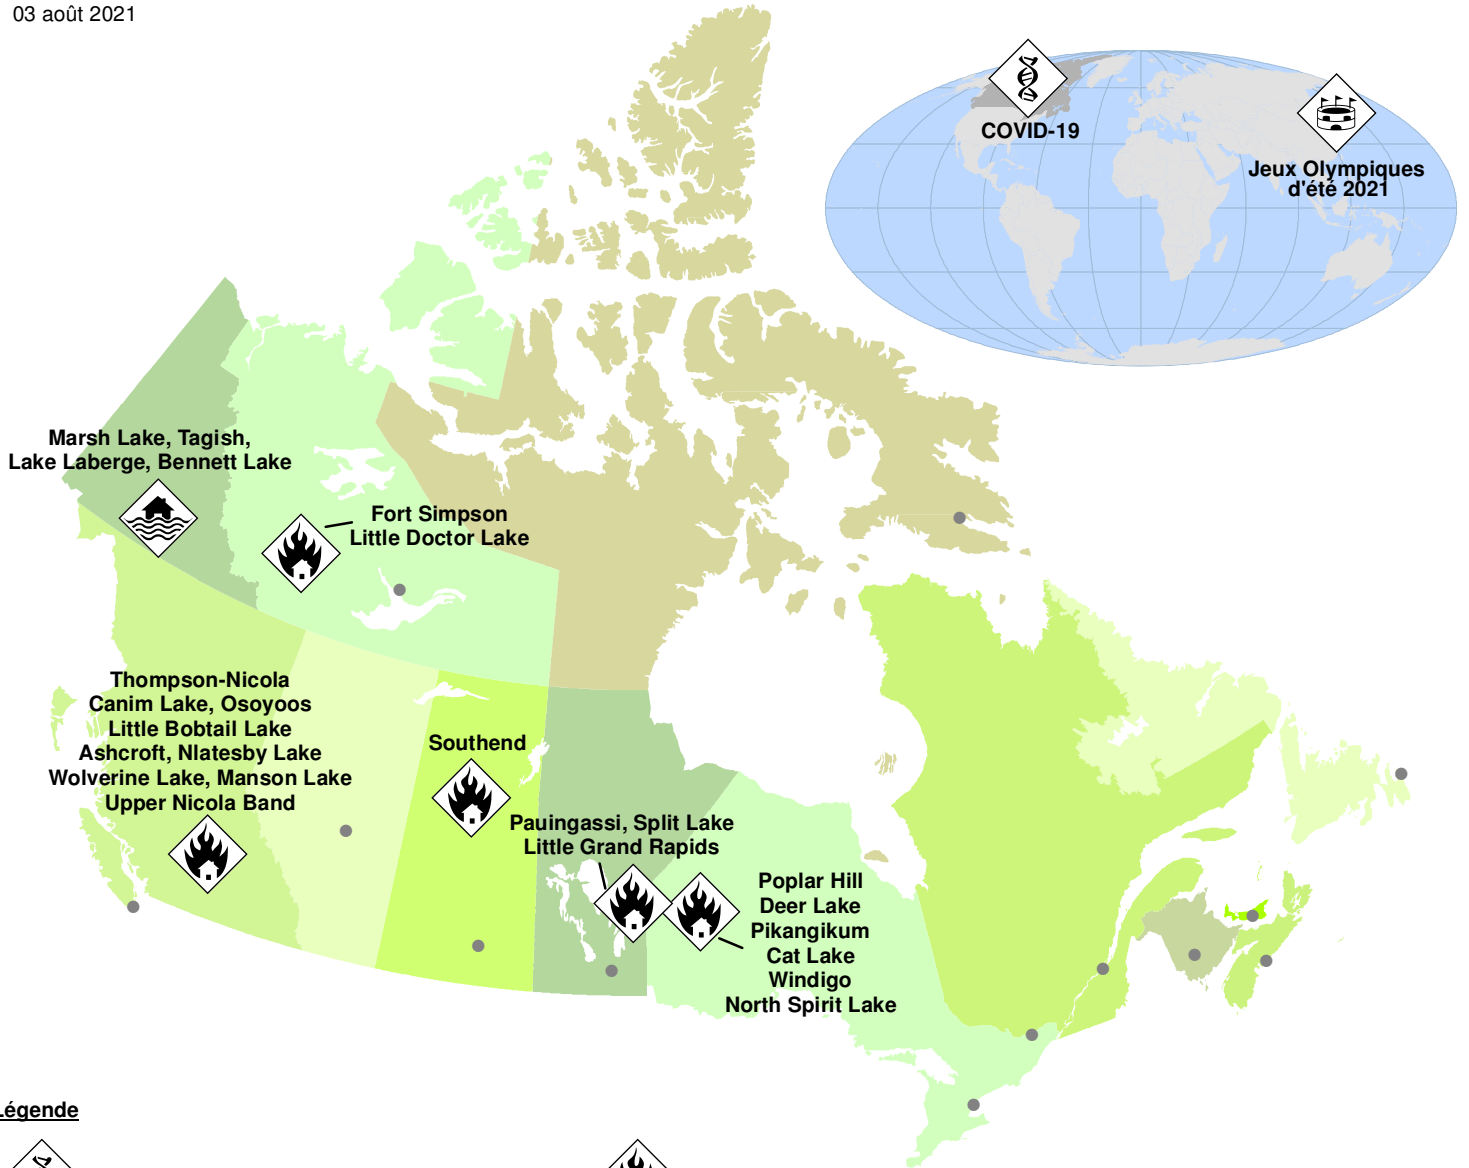 03 août 2021
COVID-19
Jeux Olympiques
d'été 2021
Marsh Lake, Tagish,
Lake Laberge, Bennett Lake
Fort Simpson
Little Doctor Lake
Thompson-Nicola
Canim Lake, Osoyoos
Little Bobtail Lake
Ashcroft, Nlatesby Lake
Wolverine Lake, Manson Lake
Upper Nicola Band
Southend
Pauingassi, Split Lake
Little Grand Rapids
Poplar Hill
Deer Lake
Pikangikum
Cat Lake
Windigo
North Spirit Lake
Légende